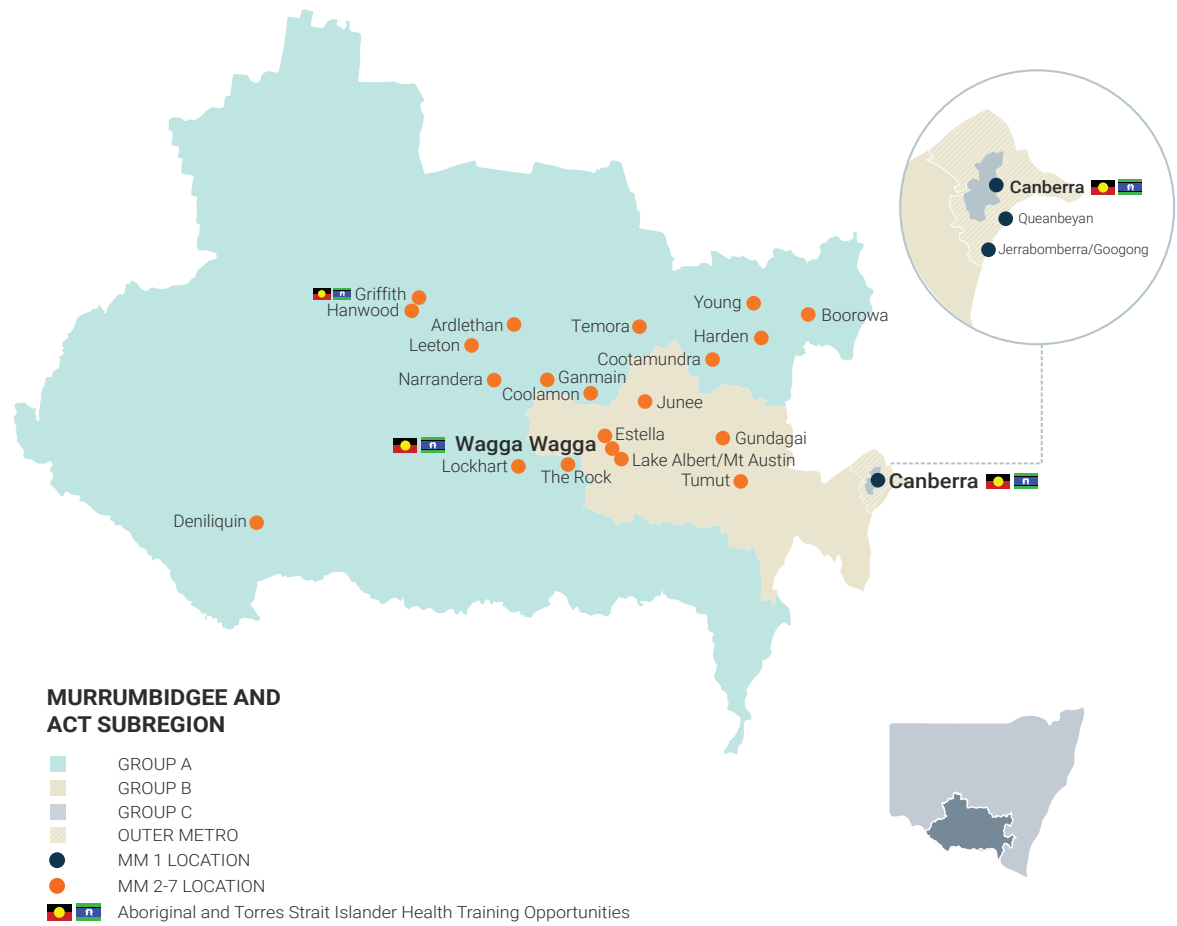 Canberra
Queanbeyan
Jerrabomberra/Googong
Griffith
Hanwood
Ardlethan
Leeton
Temora
Young
Boorowa
Harden
Cootamundra
Narrandera
Ganmain
Coolamon
Junee
Estella
Wagga Wagga
Gundagai
Lake Albert/Mt Austin
Lockhart
The Rock
Tumut
Canberra
Deniliquin
MURRUMBIDGEE AND
ACT SUBREGION
GROUP A
GROUP B
GROUP C
OUTER METRO
MM 1 LOCATION
MM 2-7 LOCATION
Aboriginal and Torres Strait Islander Health Training Opportunities